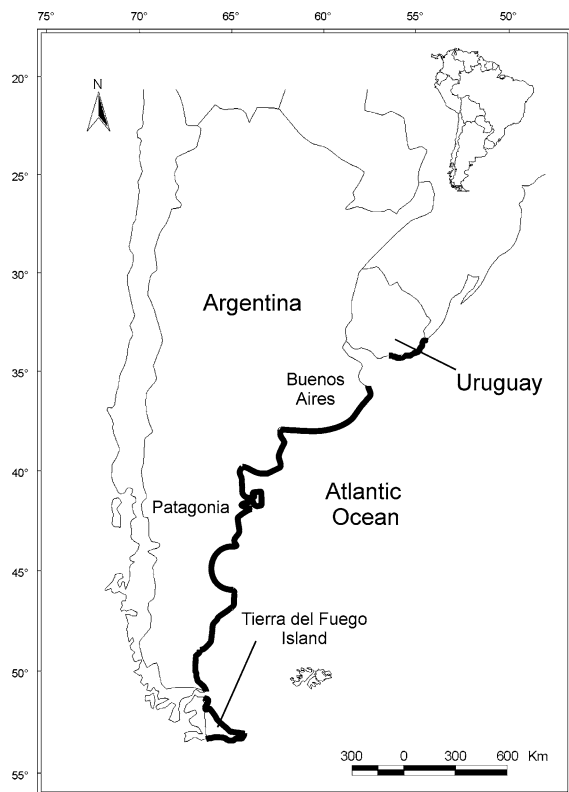 75° 70° 65° 60° 55° 50°
20°
N
25°
30°
Argentina
35°
Buenos
Aires
Uruguay
40°
Atlantic
Ocean
Patagonia
45°
Tierra del Fuego
Island
50°
300 0 300 600 Km
55°